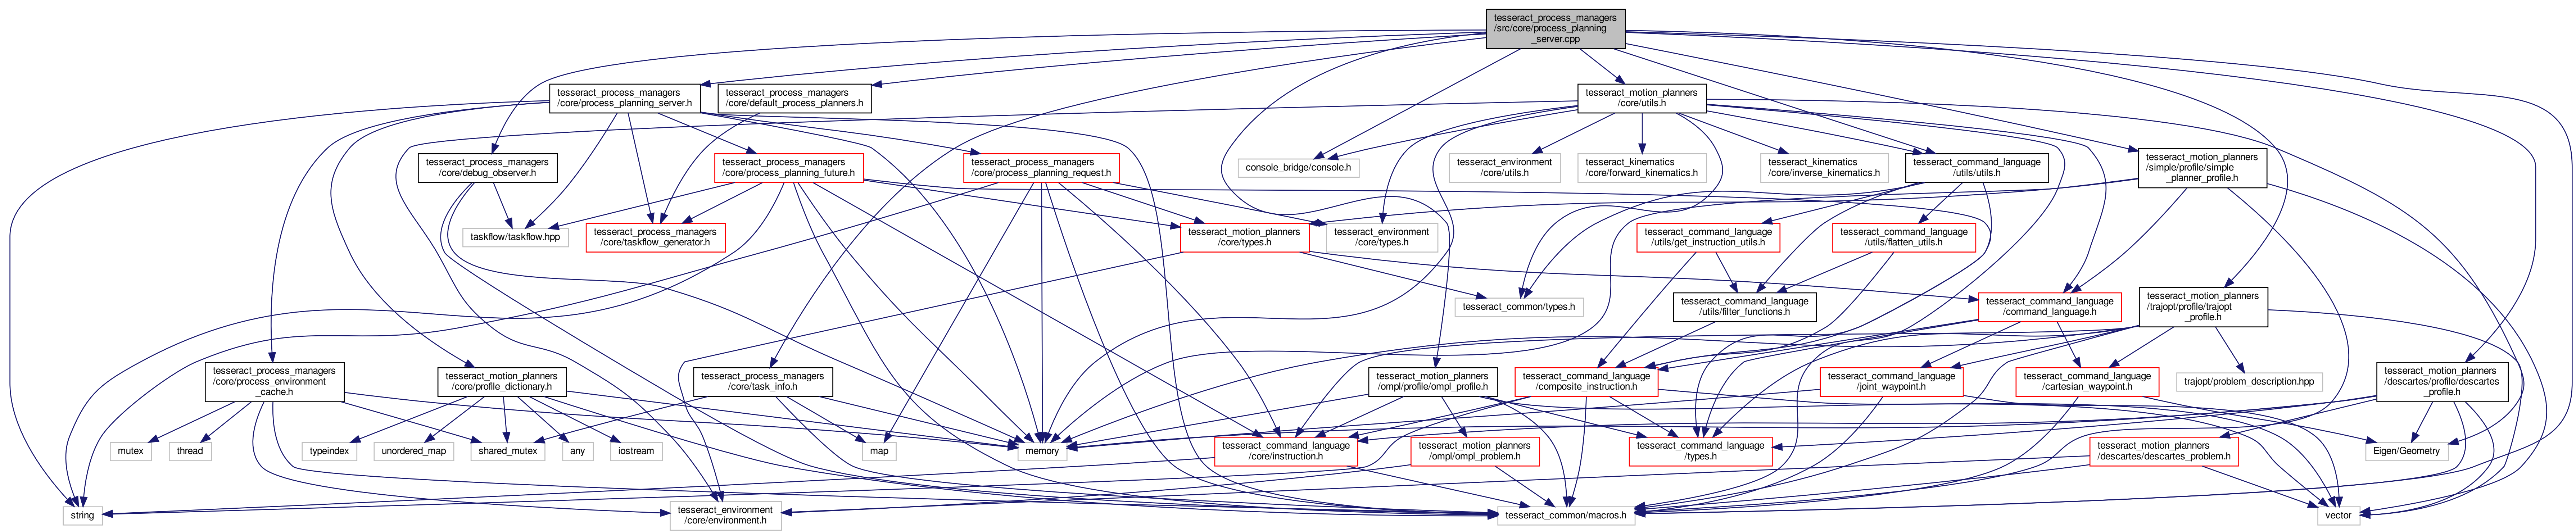 tesseract_process_managers
/src/core/process_planning
_server.cpp
tesseract_process_managers
/core/process_planning_server.h
tesseract_process_managers
/core/default_process_planners.h
tesseract_motion_planners
/core/utils.h
tesseract_process_managers
/core/debug_observer.h
tesseract_process_managers
/core/process_planning_future.h
tesseract_process_managers
/core/process_planning_request.h
console_bridge/console.h
tesseract_environment
/core/utils.h
tesseract_kinematics
/core/forward_kinematics.h
tesseract_kinematics
/core/inverse_kinematics.h
tesseract_command_language
/utils/utils.h
tesseract_motion_planners
/simple/profile/simple
_planner_profile.h
taskflow/taskflow.hpp
tesseract_process_managers
/core/taskflow_generator.h
tesseract_motion_planners
/core/types.h
tesseract_environment
/core/types.h
tesseract_command_language
/utils/get_instruction_utils.h
tesseract_command_language
/utils/flatten_utils.h
tesseract_common/types.h
tesseract_command_language
/utils/filter_functions.h
tesseract_command_language
/command_language.h
tesseract_motion_planners
/trajopt/profile/trajopt
_profile.h
tesseract_process_managers
/core/process_environment
_cache.h
tesseract_motion_planners
/core/profile_dictionary.h
tesseract_process_managers
/core/task_info.h
tesseract_motion_planners
/ompl/profile/ompl_profile.h
tesseract_command_language
/composite_instruction.h
tesseract_command_language
/joint_waypoint.h
tesseract_command_language
/cartesian_waypoint.h
trajopt/problem_description.hpp
tesseract_motion_planners
/descartes/profile/descartes
_profile.h
mutex
thread
typeindex
unordered_map
shared_mutex
any
iostream
map
memory
tesseract_command_language
/core/instruction.h
tesseract_motion_planners
/ompl/ompl_problem.h
tesseract_command_language
/types.h
tesseract_motion_planners
/descartes/descartes_problem.h
Eigen/Geometry
string
tesseract_environment
/core/environment.h
tesseract_common/macros.h
vector